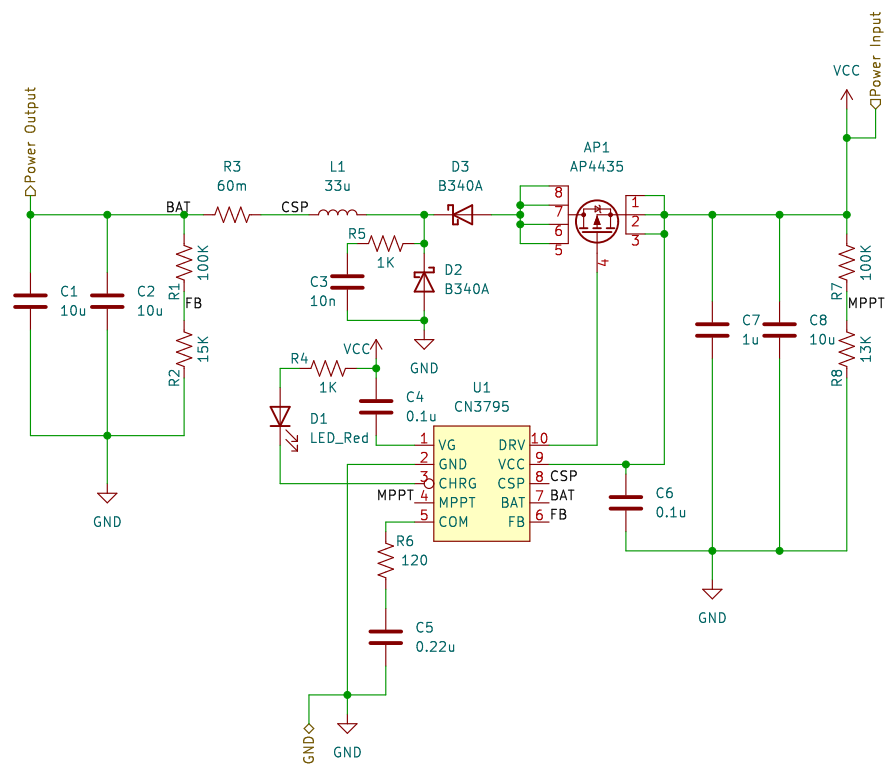 Power Input
VCC
Power Output
AP1
AP4435
R3
60m
L1
33u
D3
B340A
8
7
6
5
1
2
3
4
BAT
CSP
R5
1K
R1
100K
FB
C3
10n
D2
B340A
R7
100K
MPPT
C1
10u
C2
10u
R2
15K
C7
1u
C8
10u
R8
13K
GND
VCC
R4
1K
C4
0.1u
U1
CN3795
D1
LED_Red
1
VG
2
GND
3
CHRG
MPPT
4
MPPT
5
COM
DRV
10
VCC
9
CSP
8
CSP
BAT
7
BAT
FB
6
FB
C6
0.1u
GND
R6
120
C5
0.22u
GND
GND
GND